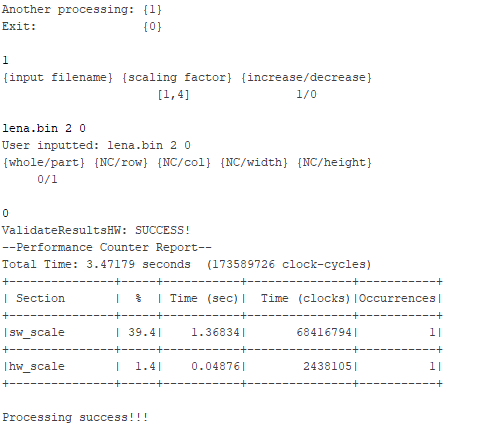 Another processing: {1}
Exit:               {0}

1
{input filename} {scaling factor} {increase/decrease}
                       [1,4]                1/0

lena.bin 2 0
User inputted: lena.bin 2 0
{whole/part} {NC/row} {NC/col} {NC/width} {NC/height}
     0/1

0
ValidateResultsHW: SUCCESS!
--Performance Counter Report--
Total Time: 3.47179 seconds  (173589726 clock-cycles)
+---------------+-----+-----------+---------------+-----------+
| Section       |  %  | Time (sec)|  Time (clocks)|Occurrences|
+---------------+-----+-----------+---------------+-----------+
|sw_scale       | 39.4|    1.36834|       68416794|          1|
+---------------+-----+-----------+---------------+-----------+
|hw_scale       |  1.4|    0.04876|        2438105|          1|
+---------------+-----+-----------+---------------+-----------+

Processing success!!!